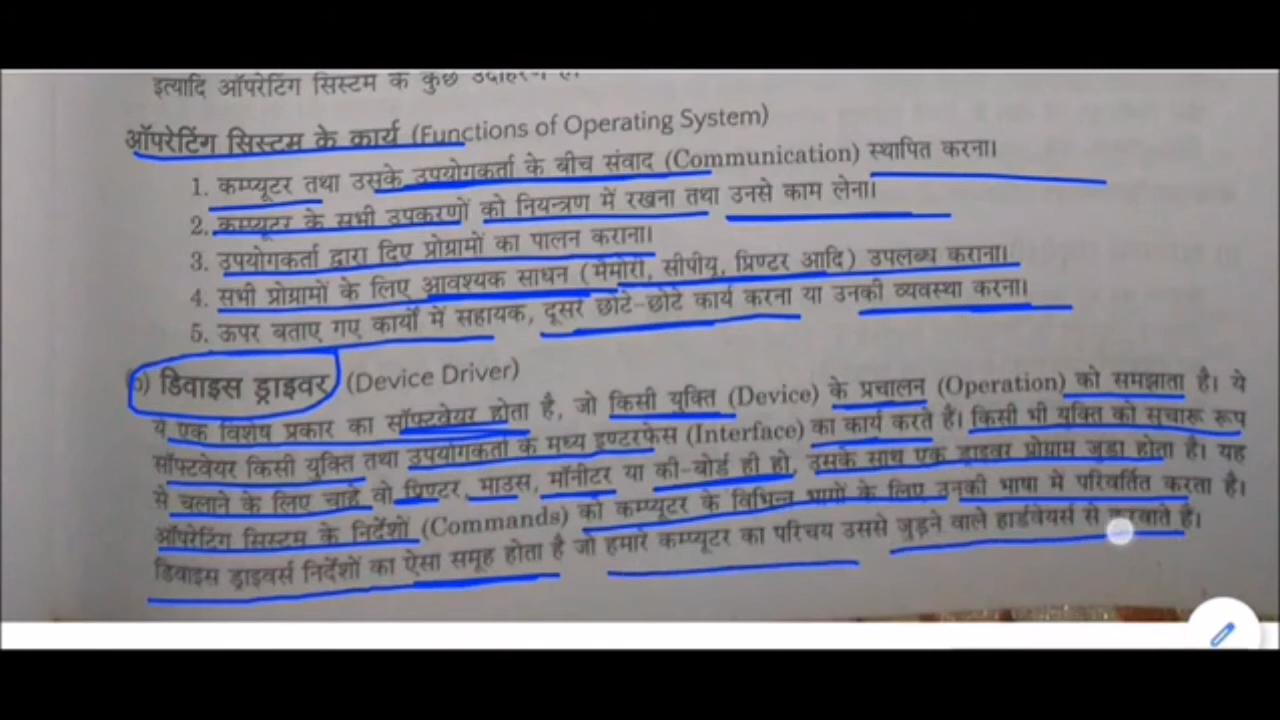 इत्यादि ऑपरेटिंग सिस्टम के कुछ उदाहरण हैं।
ऑपरेटिंग सिस्टम के कार्य (Functions of Operating System)
1. कम्प्यूटर तथा उसके उपयोगकर्ता के बीच संवाद (Communication) स्थापित करना।
2. कम्प्यूटर के सभी उपकरणों को नियन्त्रण में रखना तथा उनसे काम लेना।
3. उपयोगकर्ता द्वारा दिए प्रोग्रामों का पालन कराना।
4. सभी प्रोग्रामों के लिए आवश्यक साधन (मेमोरी, सीपीयू, प्रिण्टर आदि) उपलब्ध कराना।
5. ऊपर बताए गए कार्यों में सहायक, दूसरे छोटे-छोटे कार्य करना या उनकी व्यवस्था करना।
b) डिवाइस ड्राइवर (Device Driver)
ये एक विशेष प्रकार का सॉफ्टवेयर होता है, जो किसी युक्ति (Device) के प्रचालन (Operation) को समझाता है। ये
सॉफ्टवेयर किसी युक्ति तथा उपयोगकर्ता के मध्य इण्टरफेस (Interface) का कार्य करते हैं। किसी भी युक्ति को सुचारू रूप
से चलाने के लिए चाहे वो प्रिण्टर, माउस, मॉनीटर या की-बोर्ड ही हो, उसके साथ एक ड्राइवर प्रोग्राम जुड़ा होता है। यह
ऑपरेटिंग सिस्टम के निर्देशों (Commands) को कम्प्यूटर के विभिन्न भागों के लिए उनकी भाषा में परिवर्तित करता है।
डिवाइस ड्राइवर्स निर्देशों का ऐसा समूह होता है जो हमारे कम्प्यूटर का परिचय उससे जुड़ने वाले हार्डवेयर्स से करवाते है।